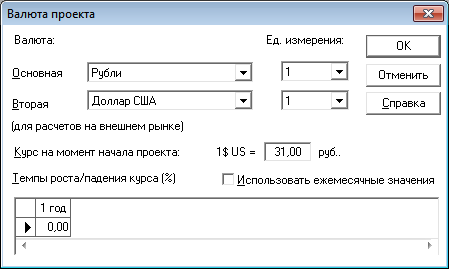 Валюта проекта
Валюта: Ед. измерения: OK
Основная Рубли 1 Отменить
Вторая Доллар США 1 Справка
(для расчетов на внешнем рынке)
Курс на момент начала проекта: 1$ US = 31,00 руб..
Темпы роста/падения курса (%) Использовать ежемесячные значения
1 год
0,00